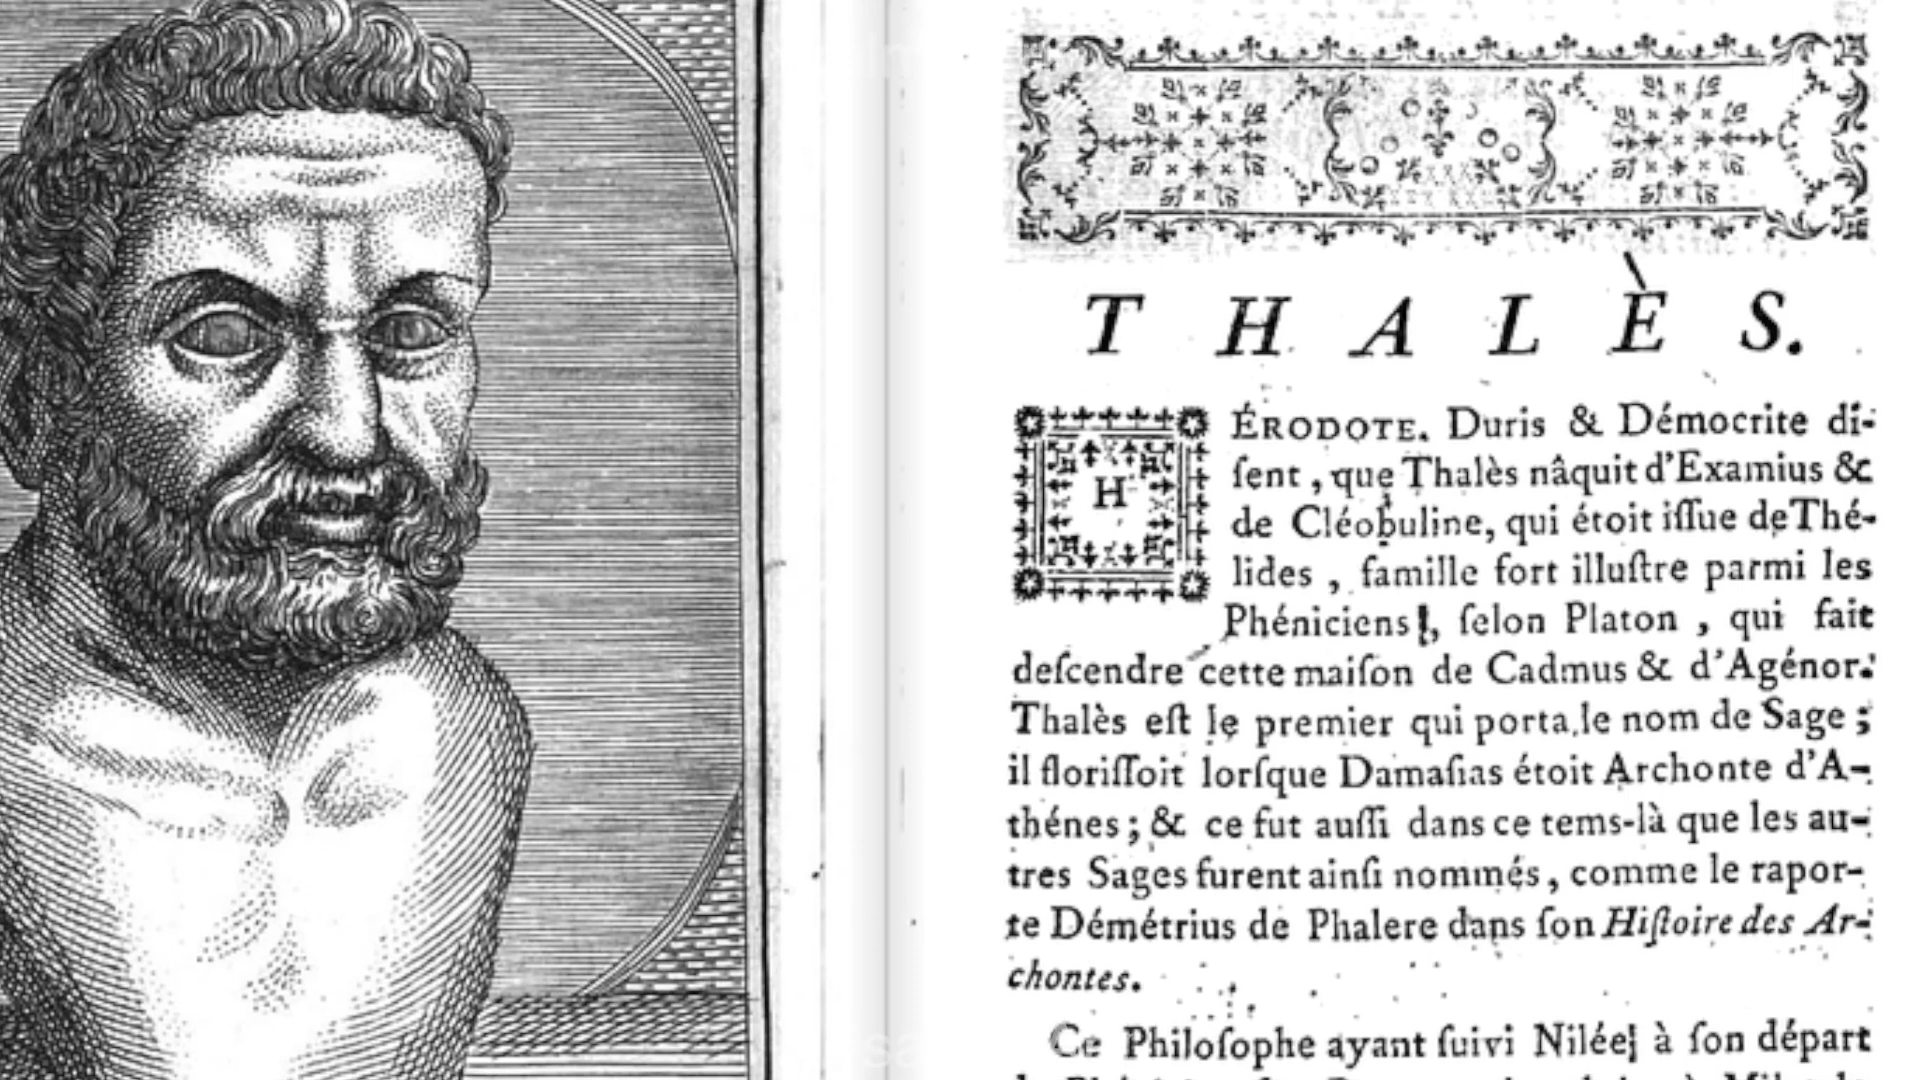 THALÈS.
HÉRODOTE. Duris & Démocrite di-
ſent, que Thalès nâquit d'Examius &
de Cléobuline, qui étoit iſſue de Thé-
lides, famille fort illuſtre parmi les
Phéniciens, ſelon Platon, qui fait
deſcendre cette maiſon de Cadmus & d'Agénor.
Thalès eſt le premier qui porta le nom de Sage;
il floriſſoit lorſque Damaſias étoit Archonte d'A-
thénes; & ce fut auſſi dans ce tems-là que les au-
tres Sages furent ainſi nommés, comme le rapor-
te Démétrius de Phalere dans ſon Hiſtoire des Ar-
chontes.
Ce Philoſophe ayant ſuivi Nilée à ſon départ